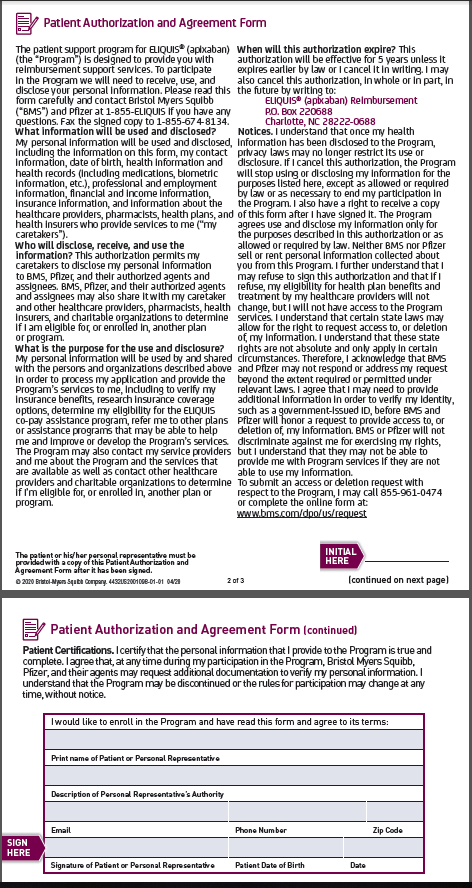 Patient Authorization and Agreement Form
The patient support program for ELIQUIS® (apixaban)
(the “Program”) is designed to provide you with
reimbursement support services. To participate
in the Program we will need to receive, use, and
disclose your personal information. Please read this
form carefully and contact Bristol Myers Squibb
(“BMS”) and Pfizer at 1-855-ELIQUIS if you have any
questions. Fax the signed copy to 1-855-674-8134.
What information will be used and disclosed?
My personal information will be used and disclosed,
including the information on this form, my contact
information, date of birth, health information and
health records (including medications, biometric
information, etc.), professional and employment
information, financial and income information,
insurance information, and information about the
healthcare providers, pharmacists, health plans, and
health insurers who provide services to me (“my
caretakers”).
Who will disclose, receive, and use the
information? This authorization permits my
caretakers to disclose my personal information
to BMS, Pfizer, and their authorized agents and
assignees. BMS, Pfizer, and their authorized agents
and assignees may also share it with my caretaker
and other healthcare providers, pharmacists, health
insurers, and charitable organizations to determine
if I am eligible for, or enrolled in, another plan
or program.
What is the purpose for the use and disclosure?
My personal information will be used by and shared
with the persons and organizations described above
in order to process my application and provide the
Program’s services to me, including to verify my
insurance benefits, research insurance coverage
options, determine my eligibility for the ELIQUIS
co-pay assistance program, refer me to other plans
or assistance programs that may be able to help
me and improve or develop the Program’s services.
The Program may also contact my service providers
and me about the Program and the services that
are available as well as contact other healthcare
providers and charitable organizations to determine
if I’m eligible for, or enrolled in, another plan or
program.
When will this authorization expire? This
authorization will be effective for 5 years unless it
expires earlier by law or I cancel it in writing. I may
also cancel this authorization, in whole or in part, in
the future by writing to:
ELIQUIS® (apixaban) Reimbursement
P.O. Box 220688
Charlotte, NC 28222-0688
Notices. I understand that once my health
information has been disclosed to the Program,
privacy laws may no longer restrict its use or
disclosure. If I cancel this authorization, the Program
will stop using or disclosing my information for the
purposes listed here, except as allowed or required
by law or as necessary to end my participation in
the Program. I also have a right to receive a copy
of this form after I have signed it. The Program
agrees use and disclose my information only for
the purposes described in this authorization or as
allowed or required by law. Neither BMS nor Pfizer
sell or rent personal information collected about
you from this Program. I further understand that I
may refuse to sign this authorization and that if I
refuse, my eligibility for health plan benefits and
treatment by my healthcare providers will not
change, but I will not have access to the Program
services. I understand that certain state laws may
allow for the right to request access to, or deletion
of, my information. I understand that these state
rights are not absolute and only apply in certain
circumstances. Therefore, I acknowledge that BMS
and Pfizer may not respond or address my request
beyond the extent required or permitted under
relevant laws. I agree that I may need to provide
additional information in order to verify my identity,
such as a government-issued ID, before BMS and
Pfizer will honor a request to provide access to, or
deletion of, my information. BMS or Pfizer will not
discriminate against me for exercising my rights,
but I understand that they may not be able to
provide me with Program services if they are not
able to use my information.
To submit an access or deletion request with
respect to the Program, I may call 855-961-0474
or complete the online form at:
www.bms.com/dpo/us/request
The patient or his/her personal representative must be
provided with a copy of this Patient Authorization and
Agreement Form after it has been signed.
© 2020 Bristol-Myers Squibb Company. 4432US2001098-01-01 04/20
2 of 3
INITIAL
HERE
(continued on next page)
Patient Authorization and Agreement Form (continued)
Patient Certifications. I certify that the personal information that I provide to the Program is true and
complete. I agree that, at any time during my participation in the Program, Bristol Myers Squibb,
Pfizer, and their agents may request additional documentation to verify my personal information. I
understand that the Program may be discontinued or the rules for participation may change at any
time, without notice.
I would like to enroll in the Program and have read this form and agree to its terms:
Print name of Patient or Personal Representative
Description of Personal Representative’s Authority
Email Phone Number Zip Code
SIGN
HERE
Signature of Patient or Personal Representative Patient Date of Birth Date